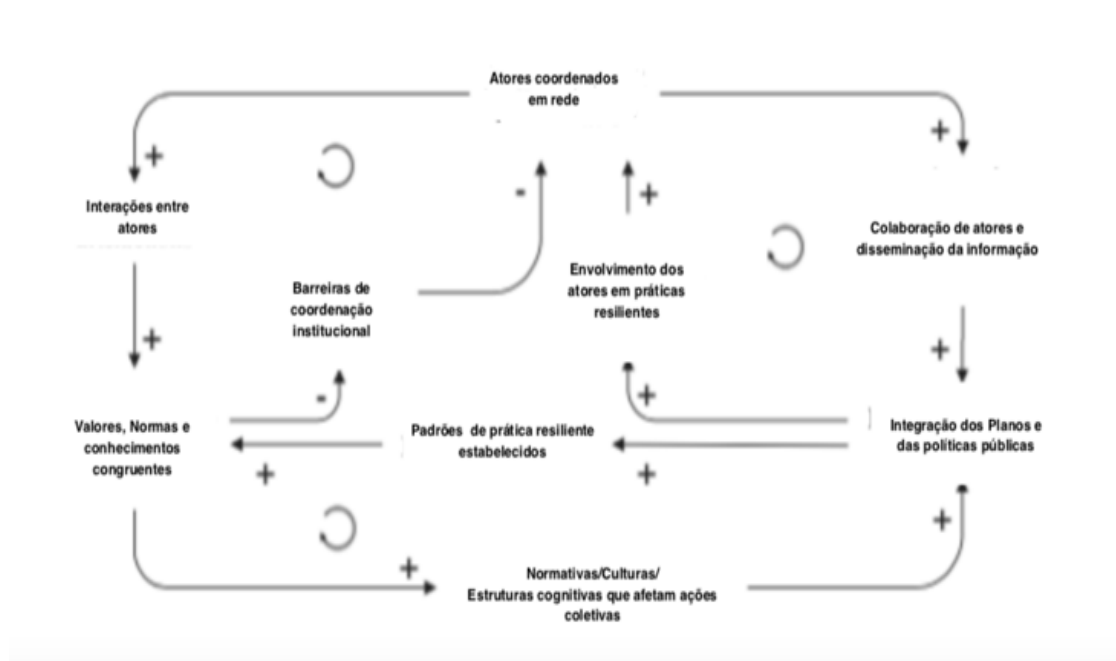 Atores coordenados
em rede
+
+
Interações entre
atores
-
+
Colaboração de atores e
disseminação da informação
Envolvimento dos
atores em práticas
resilientes
Barreiras de
coordenação
institucional
+
+
-
+
Valores, Normas e
conhecimentos
congruentes
Padrões de prática resiliente
estabelecidos
Integração dos Planos e
das políticas públicas
+
+
+
+
Normativas/Culturas/
Estruturas cognitivas que afetam ações
coletivas